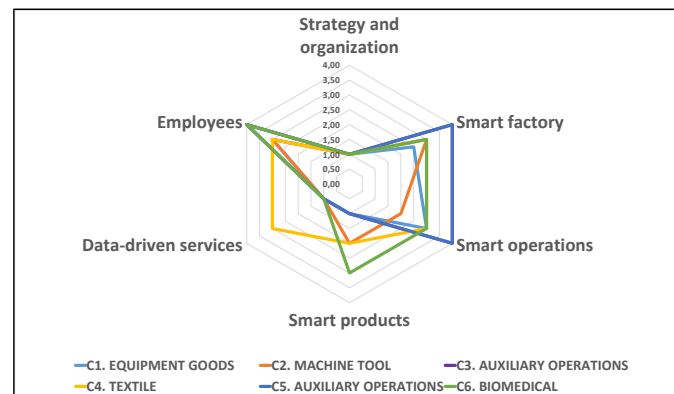 Strategy and
organization
4,00
3,50
3,00
2,50
2,00
1,50
1,00
0,50
0,00
Employees
Smart factory
Data-driven services
Smart operations
Smart products
C1. EQUIPMENT GOODS
C2. MACHINE TOOL
C3. AUXILIARY OPERATIONS
C4. TEXTILE
C5. AUXILIARY OPERATIONS
C6. BIOMEDICAL